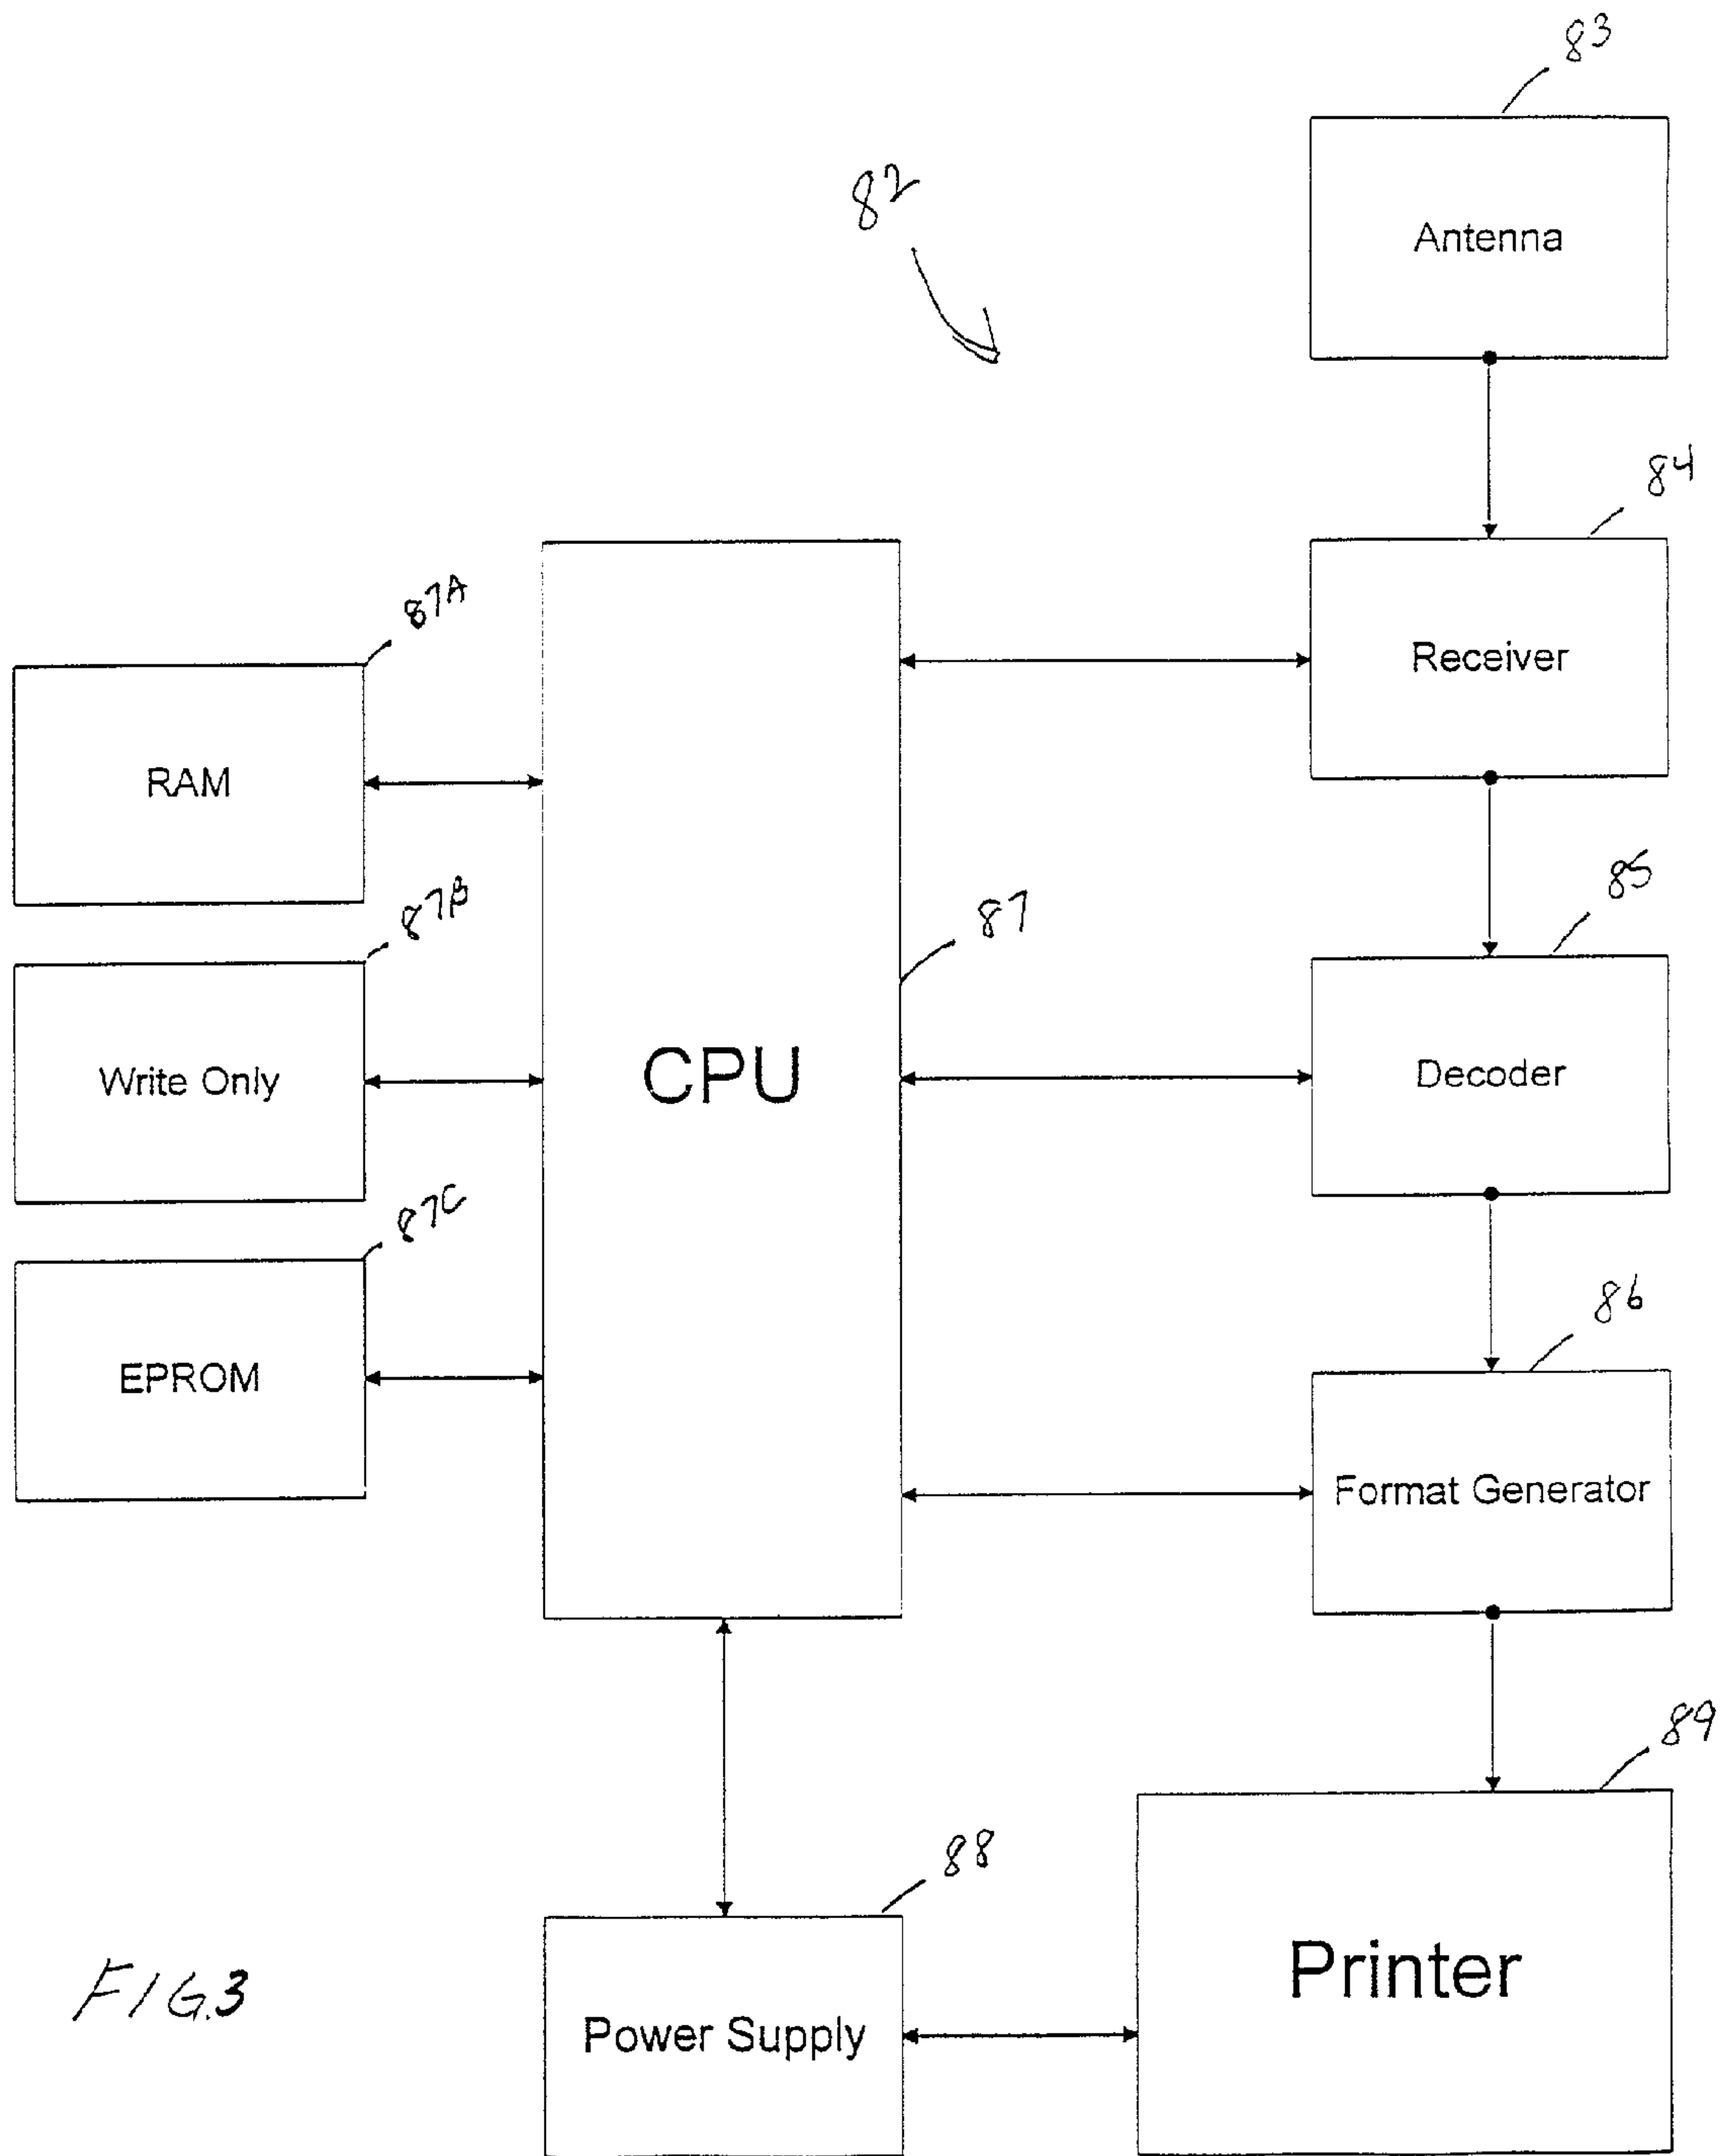 83
82
Antenna
84
Receiver
87A
RAM
87B
Write Only
87
CPU
85
Decoder
87C
EPROM
86
Format Generator
89
Printer
88
Power Supply
FIG.3